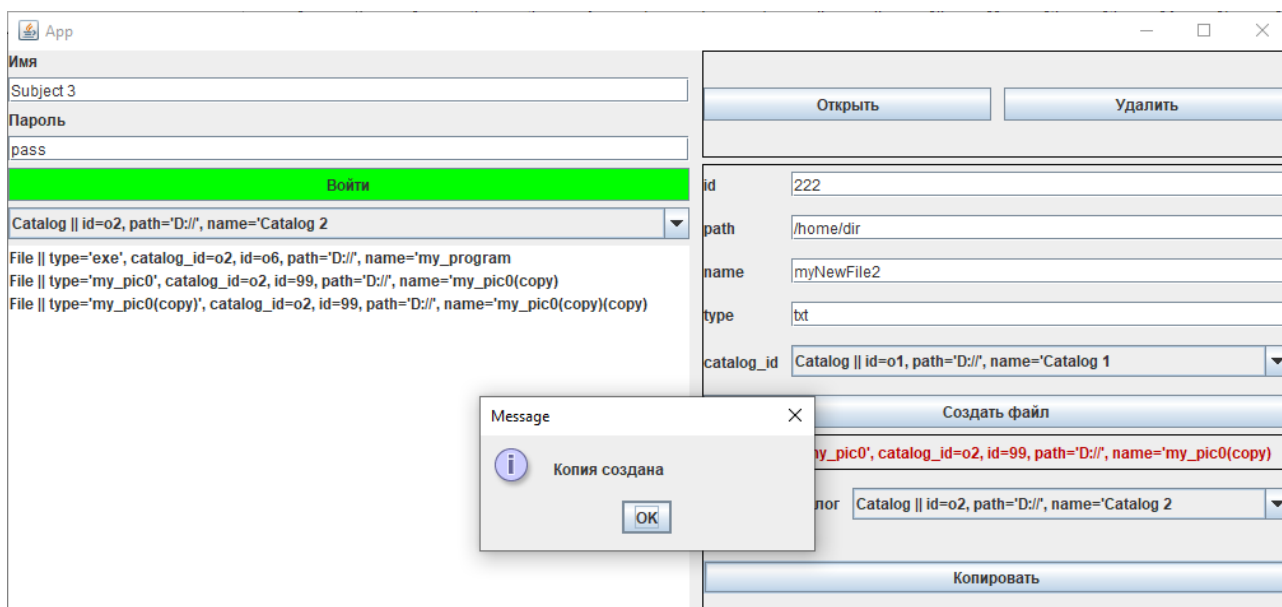 App
Имя
Subject 3
Пароль
pass
Войти
Catalog || id=o2, path='D://', name='Catalog 2
File || type='exe', catalog_id=o2, id=o6, path='D://', name='my_program
File || type='my_pic0', catalog_id=o2, id=99, path='D://', name='my_pic0(copy)
File || type='my_pic0(copy)', catalog_id=o2, id=99, path='D://', name='my_pic0(copy)(copy)
Открыть Удалить
id 222
path /home/dir
name myNewFile2
type txt
catalog_id Catalog || id=o1, path='D://', name='Catalog 1
Создать файл
my_pic0', catalog_id=o2, id=99, path='D://', name='my_pic0(copy)
лог Catalog || id=o2, path='D://', name='Catalog 2
Копировать
Message
Копия создана
OK